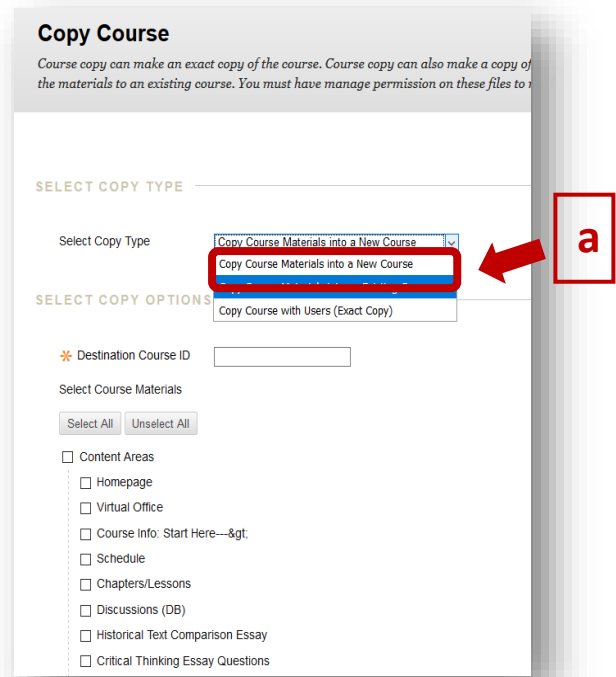 Copy Course
Course copy can make an exact copy of the course. Course copy can also make a copy of
the materials to an existing course. You must have manage permission on these files to
SELECT COPY TYPE
Select Copy Type Copy Course Materials into a New Course
a
Copy Course Materials into a New Course
SELECT COPY OPTIONS
Copy Course with Users (Exact Copy)
Destination Course ID
Select Course Materials
Select All Unselect All
Content Areas
Homepage
Virtual Office
Course Info: Start Here---&gt;
Schedule
Chapters/Lessons
Discussions (DB)
Historical Text Comparison Essay
Critical Thinking Essay Questions